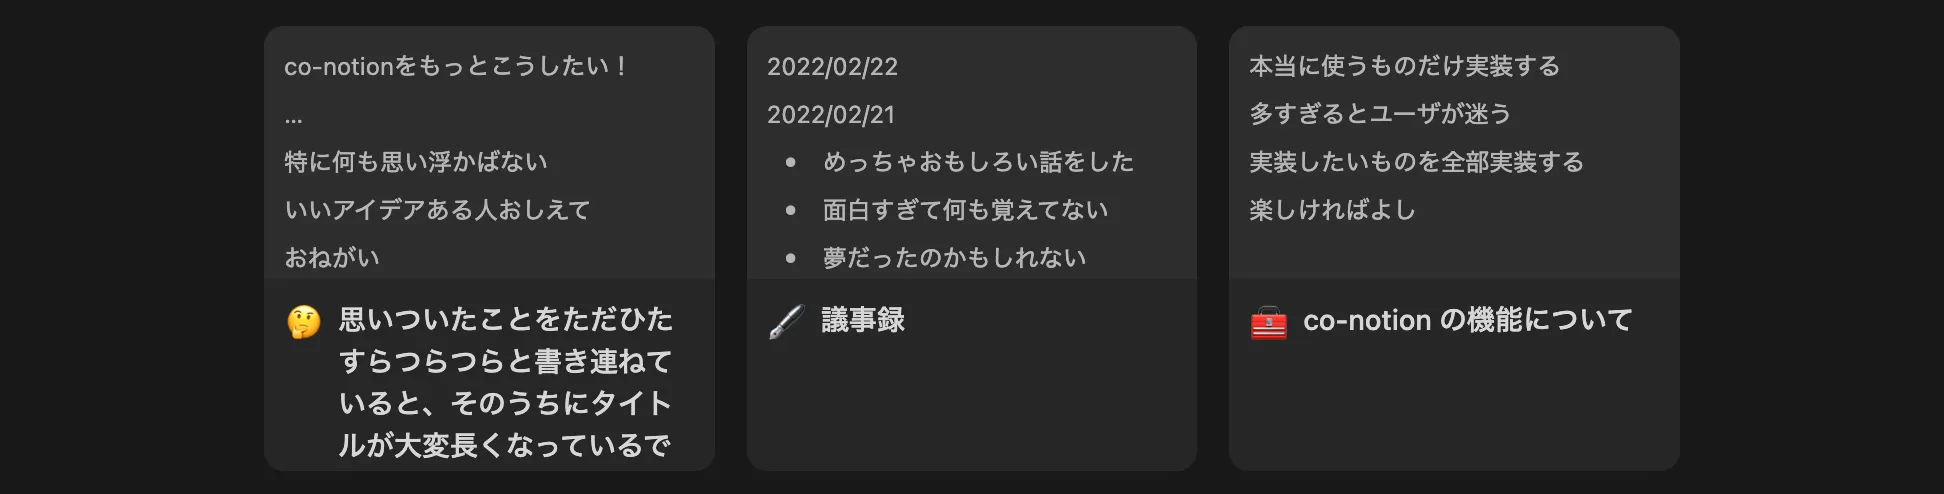 co-notionをもっとこうしたい！
...
特に何も思い浮かばない
いいアイデアある人おしえて
おねがい
🤔 思いついたことをただひた
すらつらつらと書き連ねて
いると、そのうちにタイト
ルが大変長くなっているで
2022/02/22
2022/02/21
• めっちゃおもしろい話をした
• 面白すぎて何も覚えてない
• 夢だったのかもしれない
🖋️ 議事録
本当に使うものだけ実装する
多すぎるとユーザが迷う
実装したいものを全部実装する
楽しければよし
🧰 co-notion の機能について